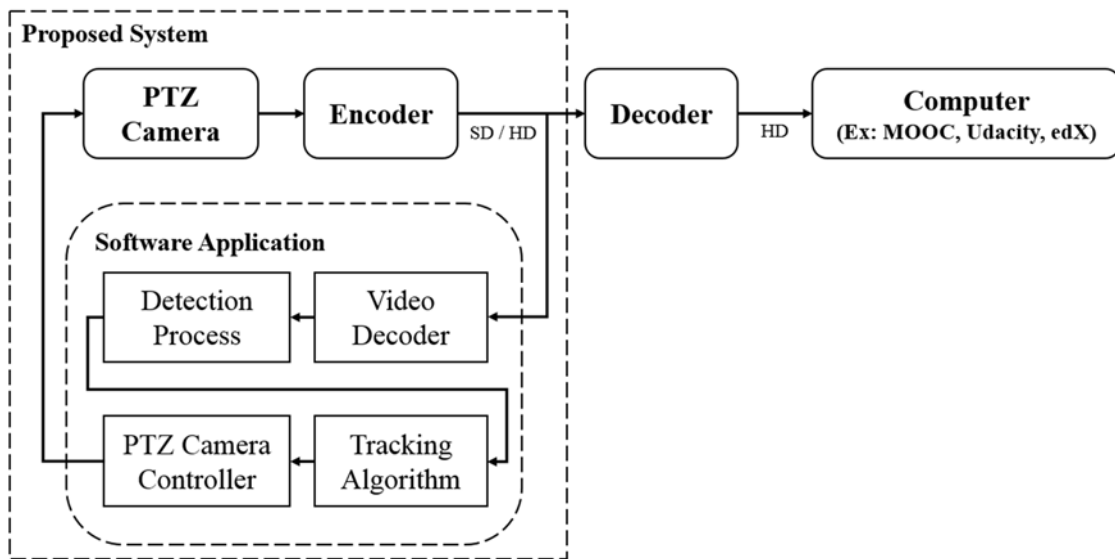 Proposed System
PTZ
Camera
Encoder
SD / HD
Decoder
HD
Computer
(Ex: MOOC, Udacity, edX)
Software Application
Detection
Process
Video
Decoder
PTZ Camera
Controller
Tracking
Algorithm